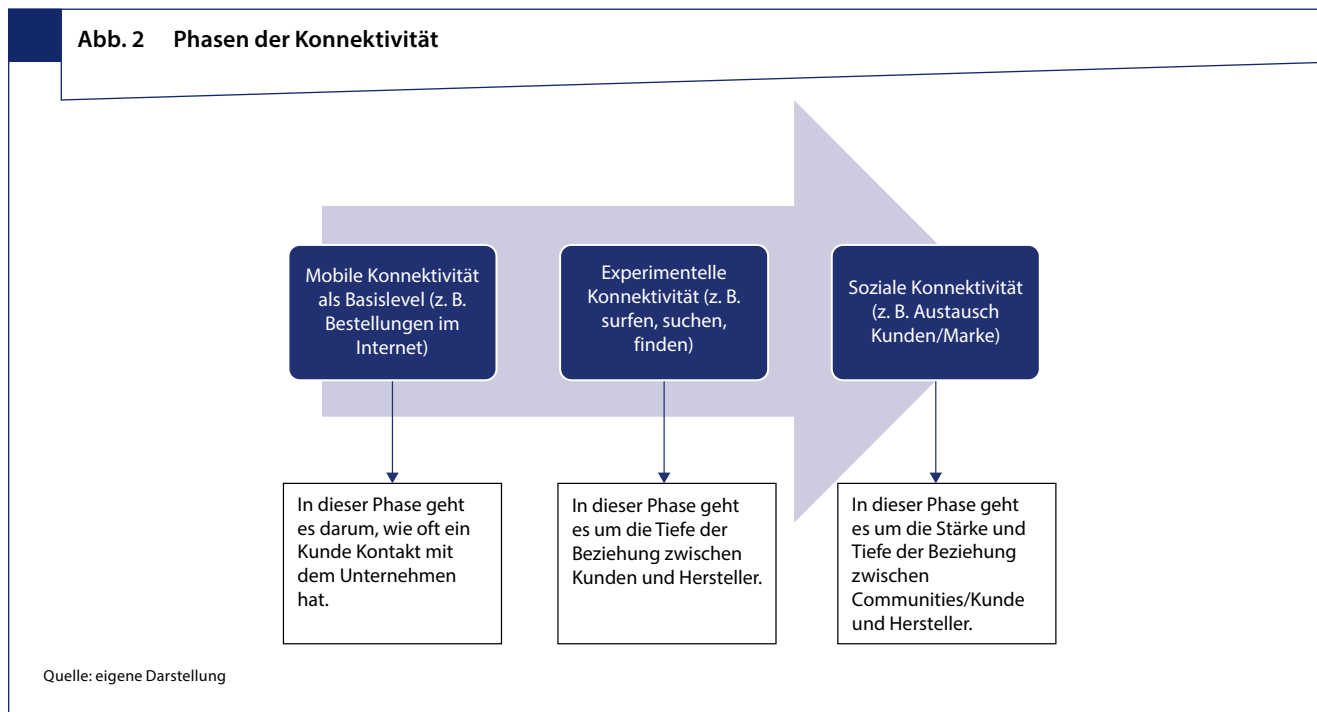 Abb. 2 Phasen der Konnektivität
Mobile Konnektivität
als Basislevel (z. B.
Bestellungen im
Internet)
Experimentelle
Konnektivität (z. B.
surfen, suchen,
finden)
Soziale Konnektivität
(z. B. Austausch
Kunden/Marke)
In dieser Phase geht
es darum, wie oft ein
Kunde Kontakt mit
dem Unternehmen
hat.
In dieser Phase geht
es um die Tiefe der
Beziehung zwischen
Kunden und Hersteller.
In dieser Phase geht
es um die Stärke und
Tiefe der Beziehung
zwischen
Communities/Kunde
und Hersteller.
Quelle: eigene Darstellung